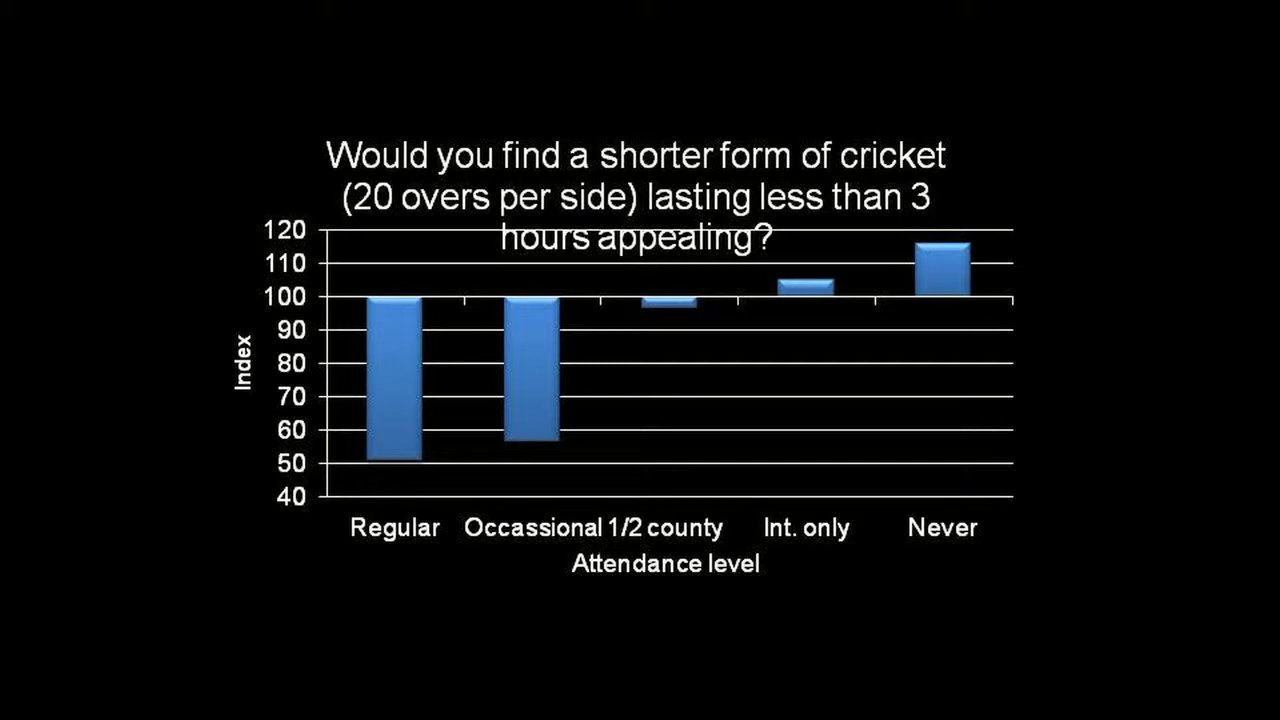 Would you find a shorter form of cricket
(20 overs per side) lasting less than 3
hours appealing?
120
110
100
90
80
70
60
50
40
Index
Regular Occassional 1/2 county Int. only Never
Attendance level